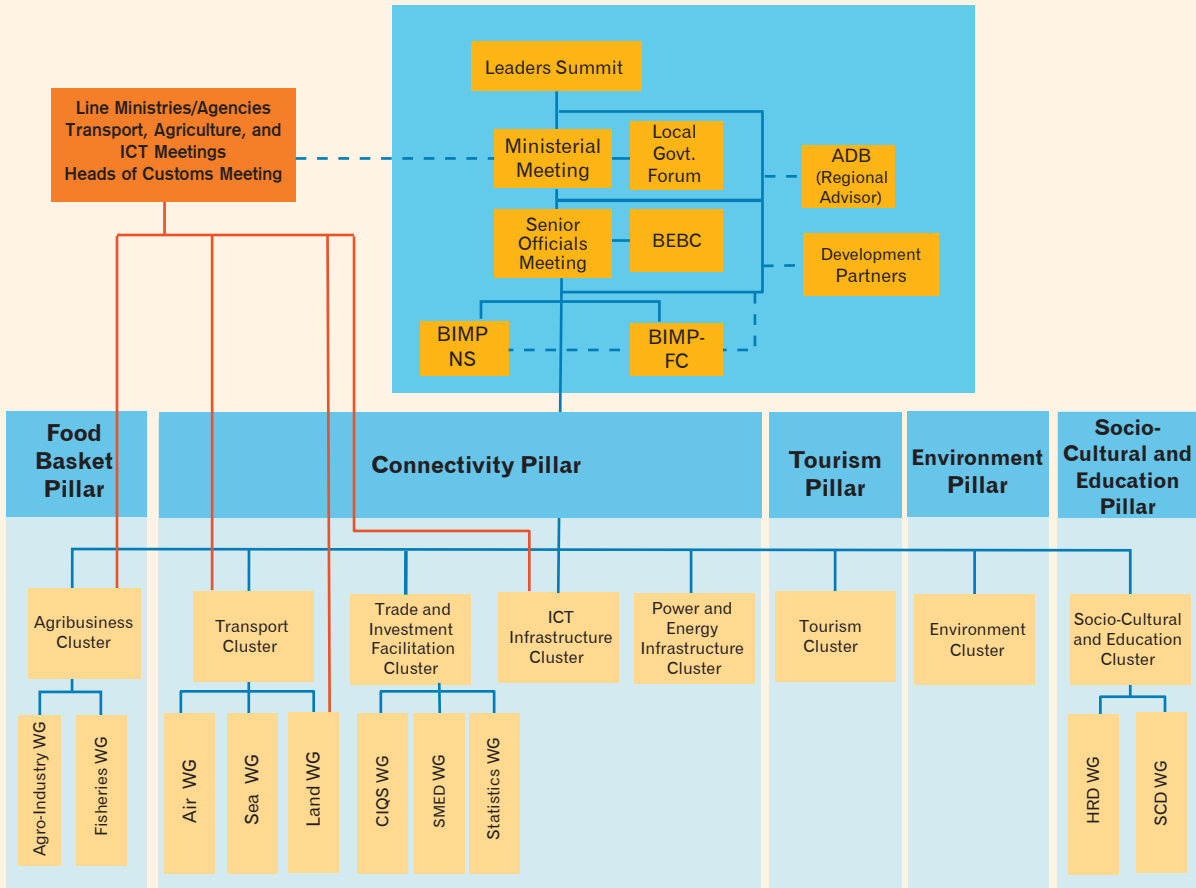 Leaders Summit
Line Ministries/Agencies
Transport, Agriculture, and
ICT Meetings
Heads of Customs Meeting
Ministerial
Meeting
Local
Govt.
Forum
ADB
(Regional
Advisor)
Senior
Officials
Meeting
BEBC
Development
Partners
BIMP
NS
BIMP-
FC
Food
Basket
Pillar
Connectivity Pillar
Tourism
Pillar
Environment
Pillar
Socio-
Cultural and
Education
Pillar
Agribusiness
Cluster
Transport
Cluster
Trade and
Investment
Facilitation
Cluster
ICT
Infrastructure
Cluster
Power and
Energy
Infrastructure
Cluster
Tourism
Cluster
Environment
Cluster
Socio-Cultural
and Education
Cluster
Agro-Industry WG
Fisheries WG
Air WG
Sea WG
Land WG
CIQS WG
SMED WG
Statistics WG
HRD WG
SCD WG